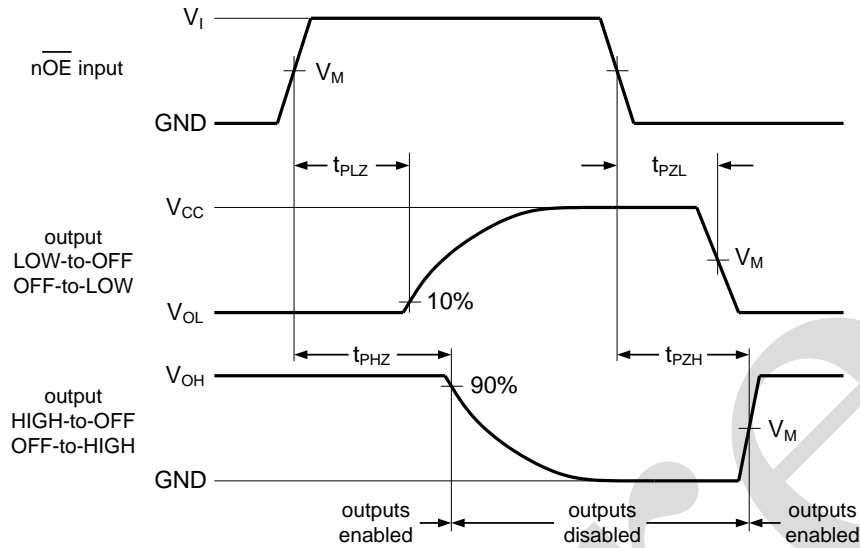 V_I
nO̅E̅ input
V_M
GND
t_PLZ
t_PZL
V_CC
output
LOW-to-OFF
OFF-to-LOW
V_M
10%
V_OL
t_PHZ
t_PZH
V_OH
90%
output
HIGH-to-OFF
OFF-to-HIGH
V_M
GND
outputs
enabled
outputs
disabled
outputs
enabled